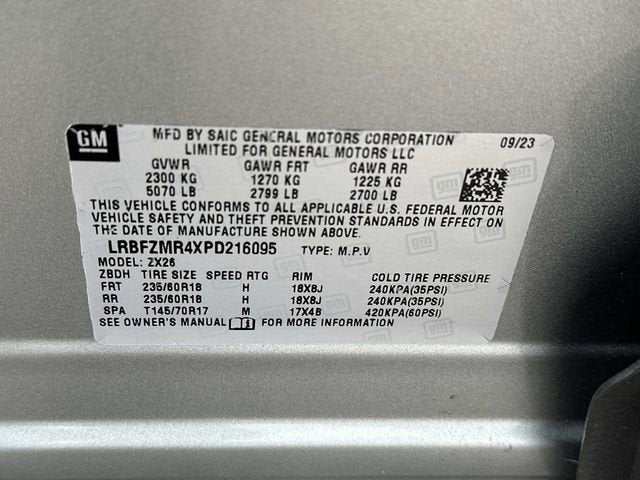 GM MFD BY SAIC GENERAL MOTORS CORPORATION 09/23
LIMITED FOR GENERAL MOTORS LLC
GVWR GAWR FRT GAWR RR
2300 KG 1270 KG 1225 KG
5070 LB 2799 LB 2700 LB
THIS VEHICLE CONFORMS TO ALL APPLICABLE U.S. FEDERAL MOTOR
VEHICLE SAFETY AND THEFT PREVENTION STANDARDS IN EFFECT ON
THE DATE OF MANUFACTURE SHOWN ABOVE.
LRBFZMR4XPD216095 TYPE: M.P.V
MODEL: ZX26
ZBDH TIRE SIZE SPEED RTG RIM COLD TIRE PRESSURE
FRT 235/60R18 H 18X8J 240KPA(35PSI)
RR 235/60R18 H 18X8J 240KPA(35PSI)
SPA T145/70R17 M 17X4B 420KPA(60PSI)
SEE OWNER'S MANUAL FOR MORE INFORMATION